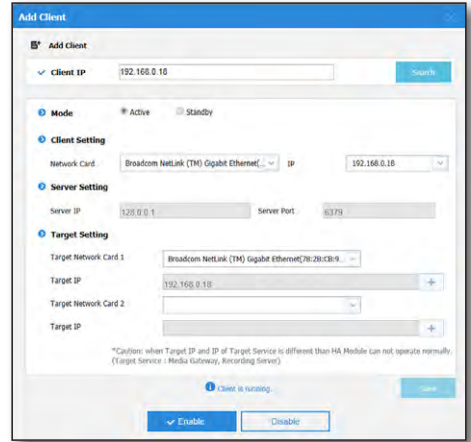 Add Client
Add Client
Client IP 192.168.0.18 Search
Mode Active Standby
Client Setting
Network Card Broadcom NetLink (TM) Gigabit Ethernet(... IP 192.168.0.18
Server Setting
Server IP 128.0.0.1 Server Port 6379
Target Setting
Target Network Card 1 Broadcom NetLink (TM) Gigabit Ethernet(78:2B:CB:9...
Target IP 192.168.0.18 +
Target Network Card 2
Target IP +
*Caution: when Target IP and IP of Target Service is different than HA Module can not operate normally.
(Target Service : Media Gateway, Recording Server)
Client is running. Save
Enable Disable